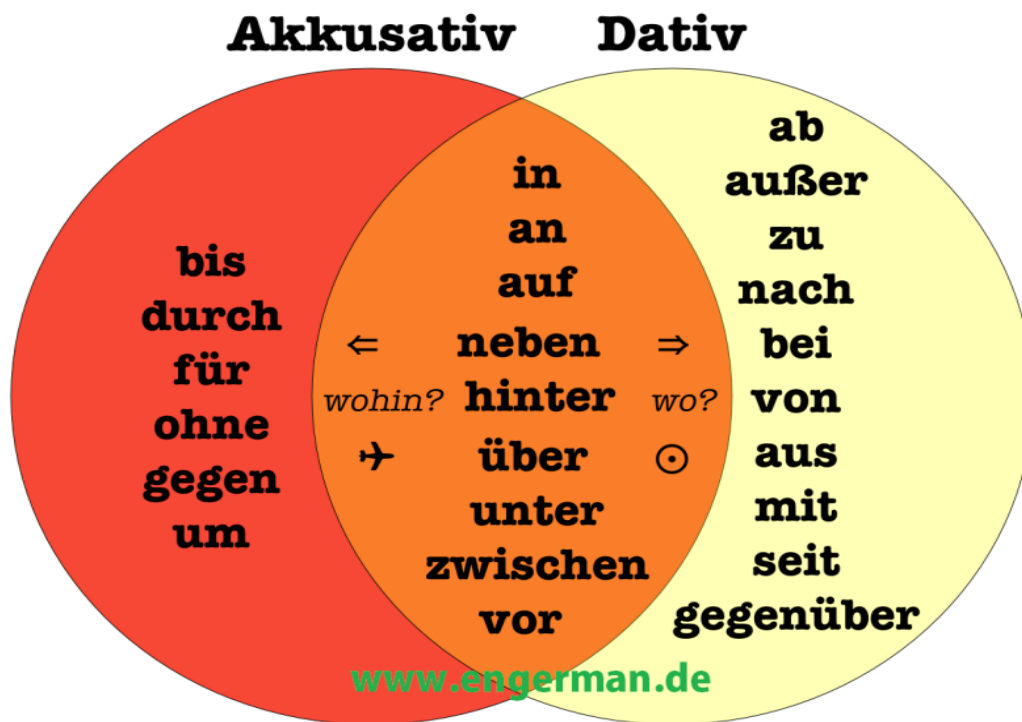 Akkusativ Dativ
bis
durch
für
ohne
gegen
um
in
an
auf
neben
hinter
über
unter
zwischen
vor
wohin?
wo?
ab
außer
zu
nach
bei
von
aus
mit
seit
gegenüber
www.engerman.de